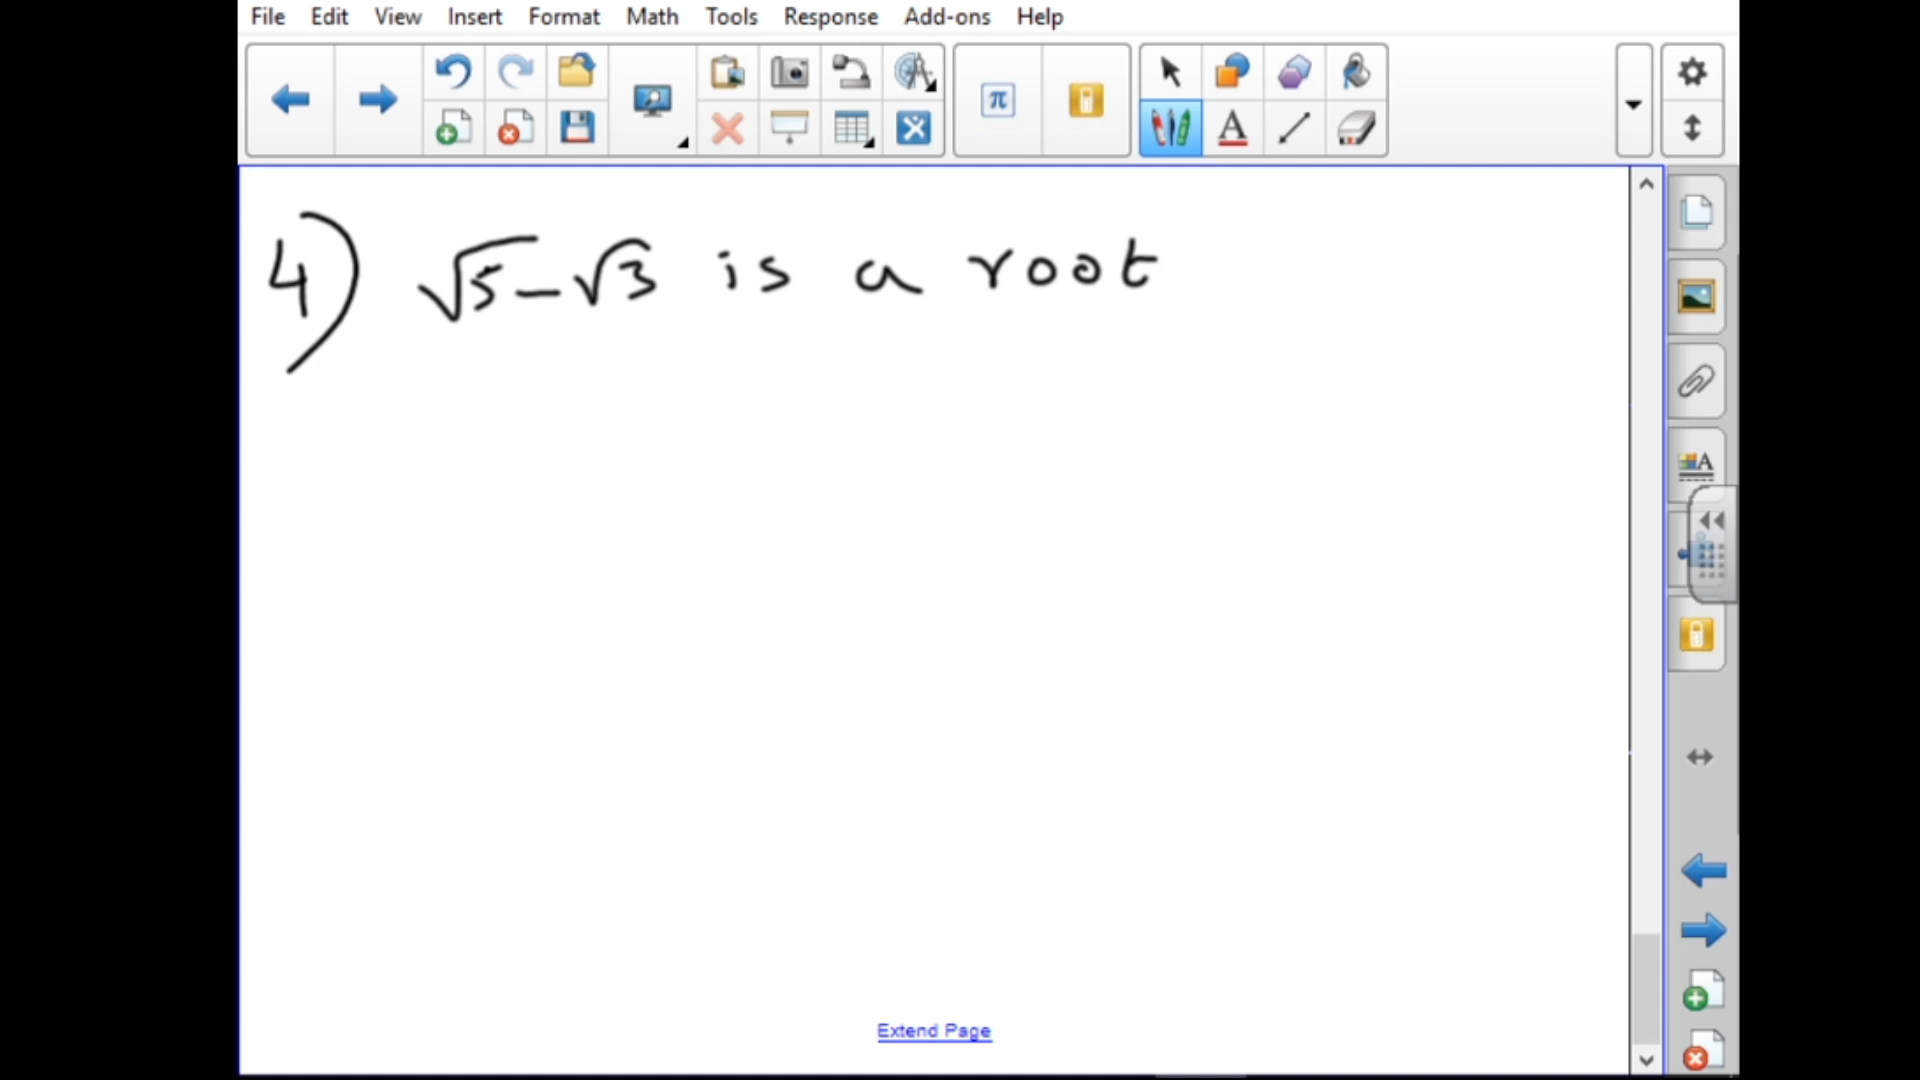 File Edit View Insert Format Math Tools Response Add-ons Help
4) √5-√3 is a root
Extend Page